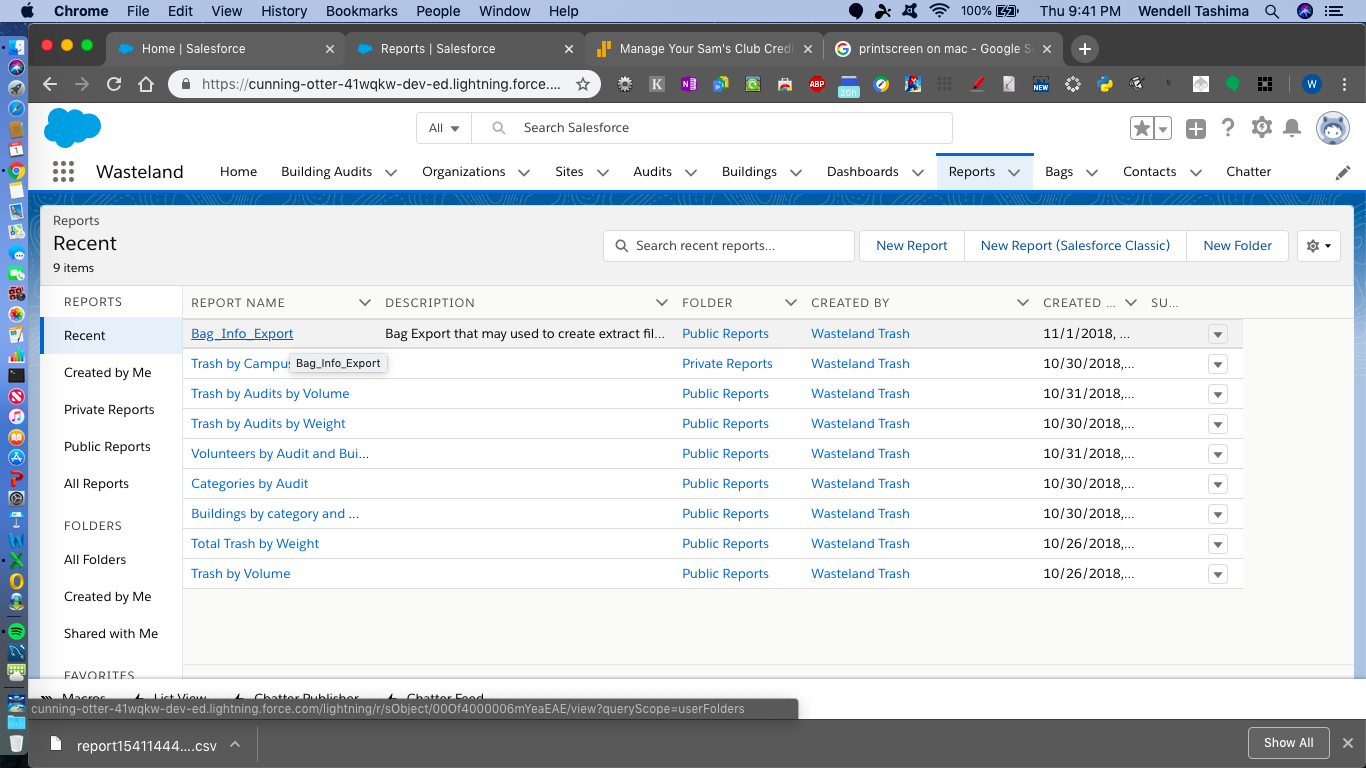 Chrome File Edit View History Bookmarks People Window Help 100% Thu 9:41 PM Wendell Tashima
Home | Salesforce Reports | Salesforce Manage Your Sam's Club Credi printscreen on mac - Google S
https://cunning-otter-41wqkw-dev-ed.lightning.force....
ABP 20h NEW W
All Search Salesforce
Wasteland Home Building Audits Organizations Sites Audits Buildings Dashboards Reports Bags Contacts Chatter
Reports
Recent
9 items
Search recent reports...
New Report New Report (Salesforce Classic) New Folder
REPORTS
Recent
Created by Me
Private Reports
Public Reports
All Reports
FOLDERS
All Folders
Created by Me
Shared with Me
FAVORITES
REPORT NAME DESCRIPTION FOLDER CREATED BY CREATED ... SU...
Bag_Info_Export Bag Export that may used to create extract fil... Public Reports Wasteland Trash 11/1/2018, ...
Trash by Campu Private Reports Wasteland Trash 10/30/2018,...
Bag_Info_Export
Trash by Audits by Volume Public Reports Wasteland Trash 10/31/2018,...
Trash by Audits by Weight Public Reports Wasteland Trash 10/30/2018,...
Volunteers by Audit and Bui... Public Reports Wasteland Trash 10/31/2018,...
Categories by Audit Public Reports Wasteland Trash 10/30/2018,...
Buildings by category and ... Public Reports Wasteland Trash 10/30/2018,...
Total Trash by Weight Public Reports Wasteland Trash 10/26/2018,...
Trash by Volume Public Reports Wasteland Trash 10/26/2018,...
Macros List View Chatter Publisher Chatter Feed
cunning-otter-41wqkw-dev-ed.lightning.force.com/lightning/r/sObject/00Of4000006mYeaEAE/view?queryScope=userFolders
report15411444....csv Show All